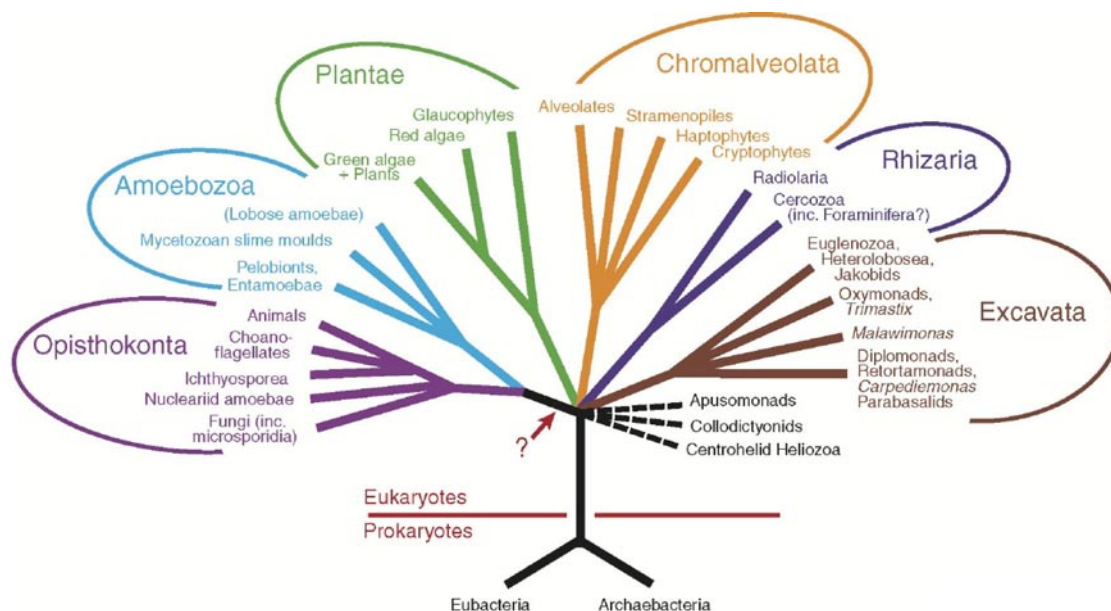 Plantae
Glaucophytes
Red algae
Green algae
+ Plants
Chromalveolata
Alveolates
Stramenopiles
Haptophytes
Cryptophytes
Rhizaria
Radiolaria
Cercozoa
(inc. Foraminifera?)
Amoebozoa
(Lobose amoebae)
Mycetozoan slime moulds
Pelobionts,
Entamoebae
Excavata
Euglenozoa,
Heterolobosea,
Jakobids
Oxymonads,
Trimastix
Malawimonas
Diplomonads,
Retortamonads,
Carpediemonas
Parabasalids
Opisthokonta
Animals
Choano-
flagellates
Ichthyosporea
Nucleariid amoebae
Fungi (inc.
microsporidia)
?
Apusomonads
Collodictyonids
Centrohelid Heliozoa
Eukaryotes
Prokaryotes
Eubacteria
Archaebacteria